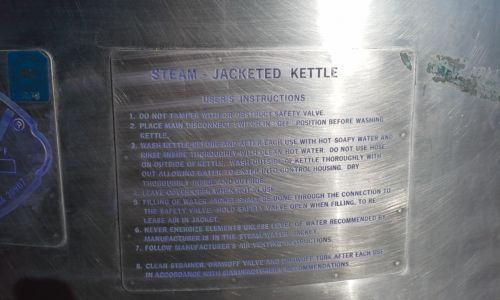 STEAM - JACKETED KETTLE
USER'S INSTRUCTIONS
1. DO NOT TAMPER WITH OR OBSTRUCT SAFETY VALVE.
2. PLACE MAIN DISCONNECT SWITCH IN "OFF" POSITION BEFORE WASHING
KETTLE.
3. WASH KETTLE BEFORE AND AFTER EACH USE WITH HOT SOAPY WATER AND
RINSE INSIDE THOROUGHLY WITH CLEAN HOT WATER. DO NOT USE HOSE
ON OUTSIDE OF KETTLE. WASH OUTSIDE OF KETTLE THOROUGHLY WITH
OUT ALLOWING WATER TO ENTER CONTROL HOUSING. DRY
THOROUGHLY INSIDE AND OUTSIDE.
4. LEAVE COVER OPEN WHEN NOT IN USE.
5. FILLING OF WATER JACKET MUST BE DONE THROUGH THE CONNECTION TO
THE SAFETY VALVE. HOLD SAFETY VALVE OPEN WHEN FILLING, TO RE-
LEASE AIR IN JACKET.
6. NEVER ENERGIZE ELEMENTS UNLESS LEVEL OF WATER RECOMMENDED BY
MANUFACTURER IS IN THE STEAM/WATER JACKET.
7. FOLLOW MANUFACTURER'S AIR VENTING INSTRUCTIONS.
8. CLEAN STRAINER, DRAWOFF VALVE AND DRAWOFF TUBE AFTER EACH USE
IN ACCORDANCE WITH MANUFACTURER'S RECOMMENDATIONS.